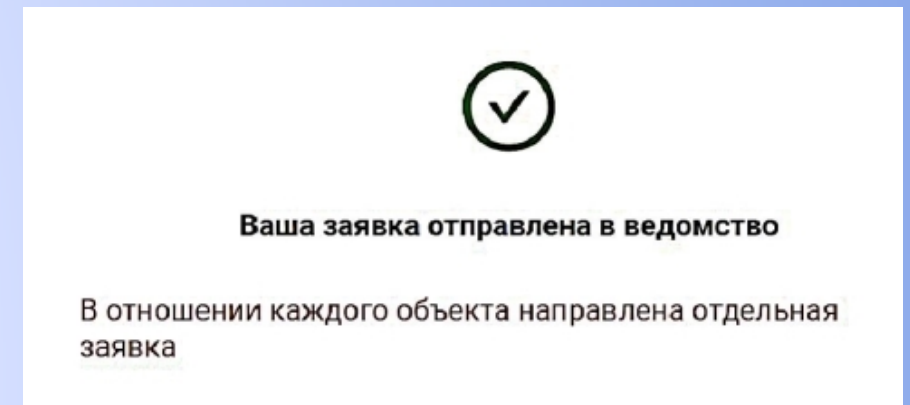 Ваша заявка отправлена в ведомство
В отношении каждого объекта направлена отдельная
заявка